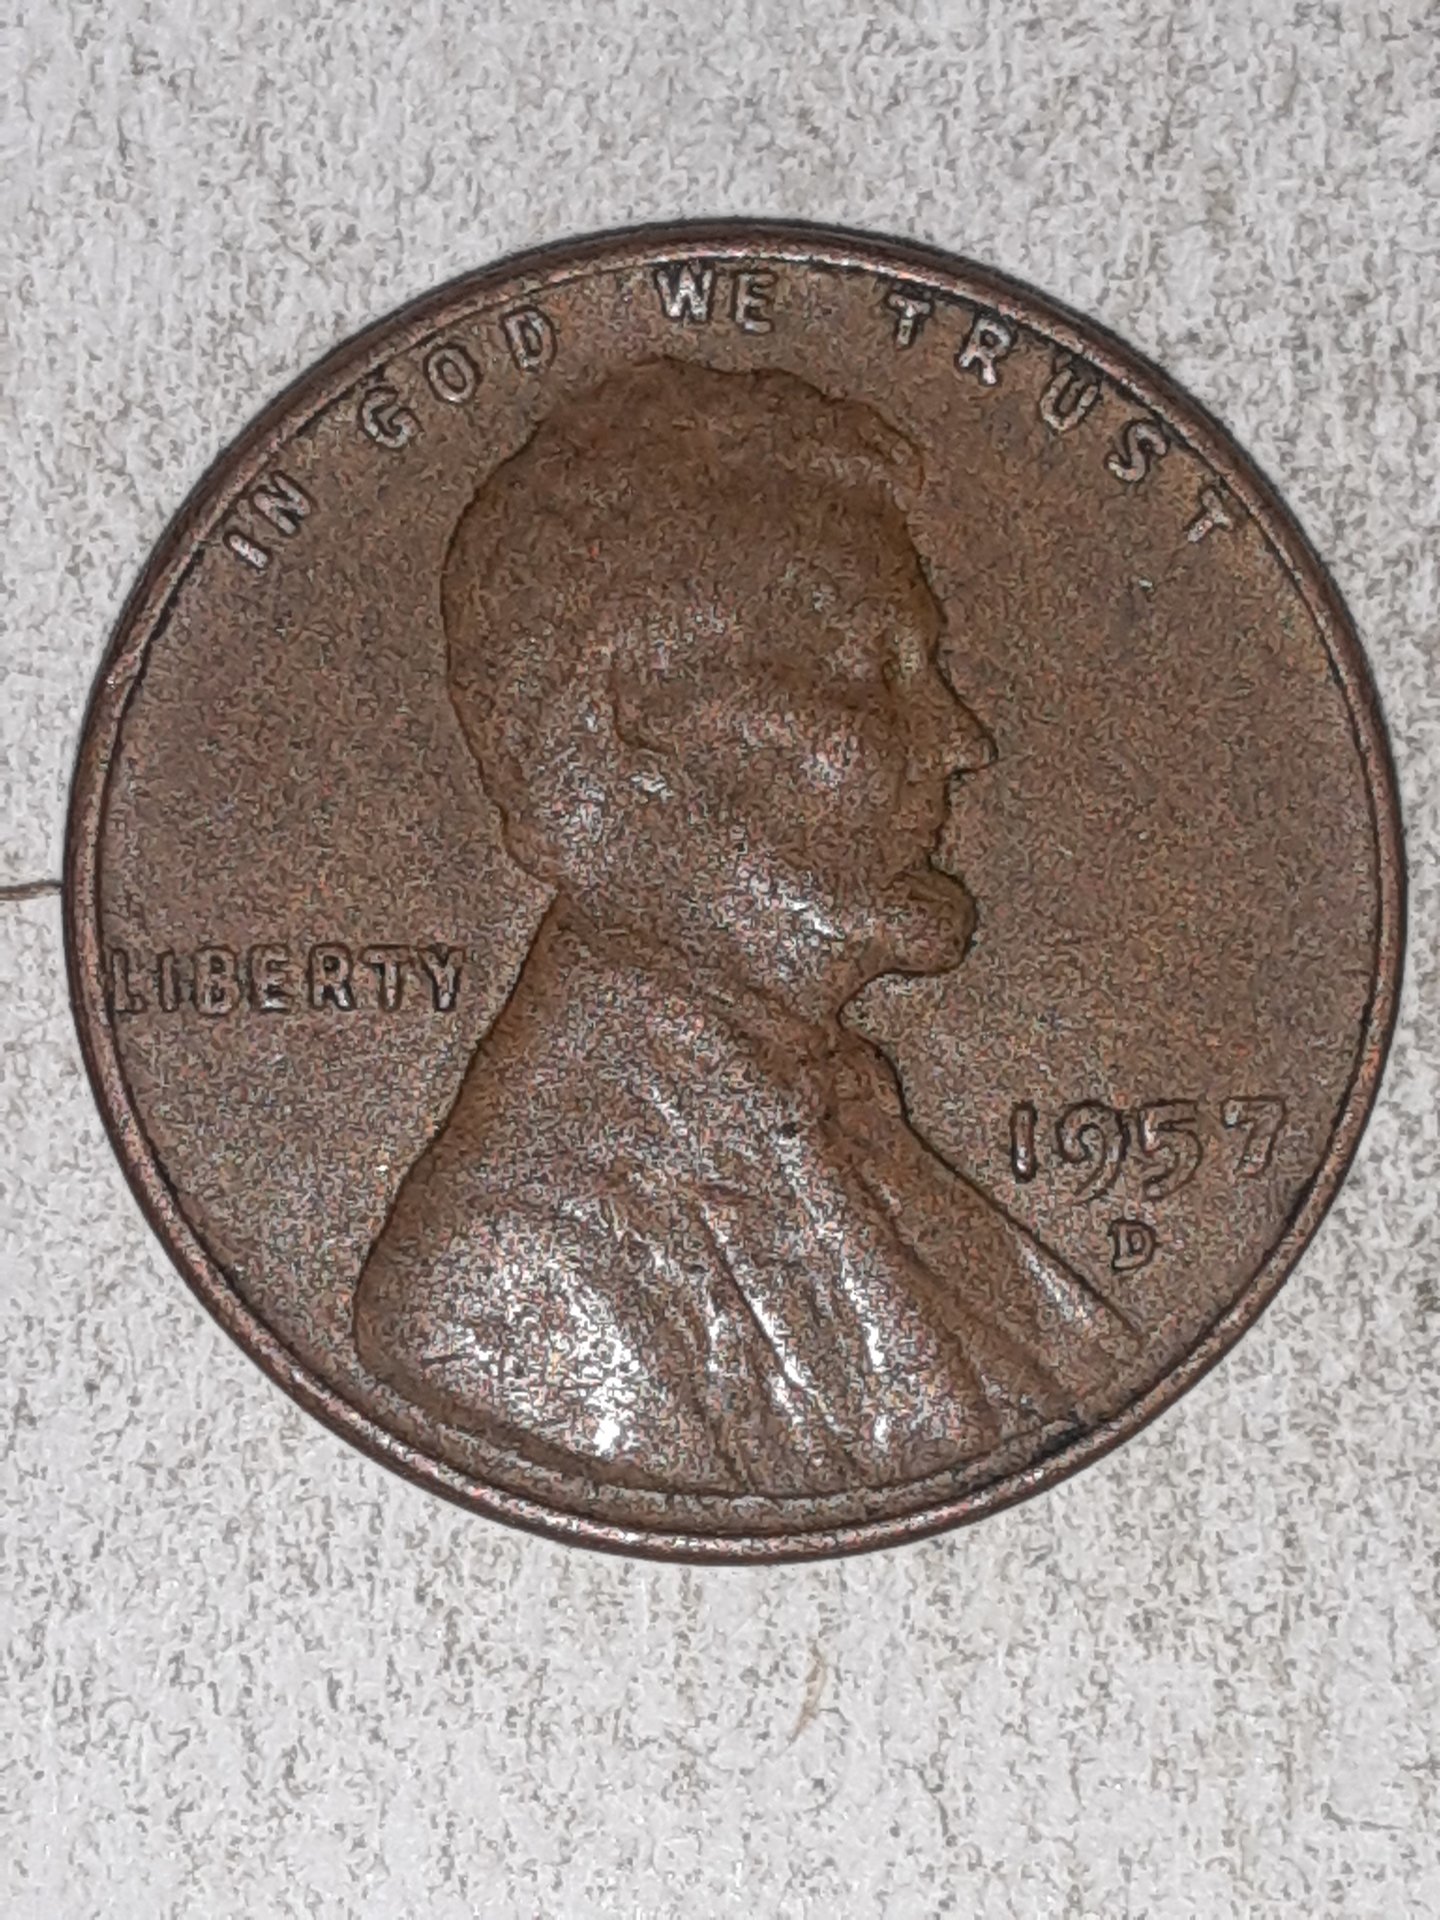 IN GOD WE TRUST
LIBERTY
1957
D